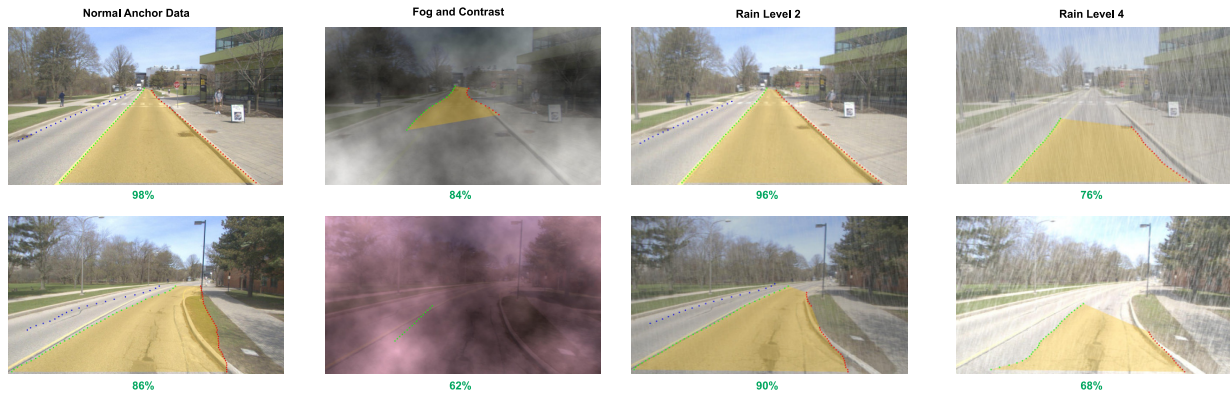 Normal Anchor Data
Fog and Contrast
Rain Level 2
Rain Level 4
98%
84%
96%
76%
86%
62%
90%
68%